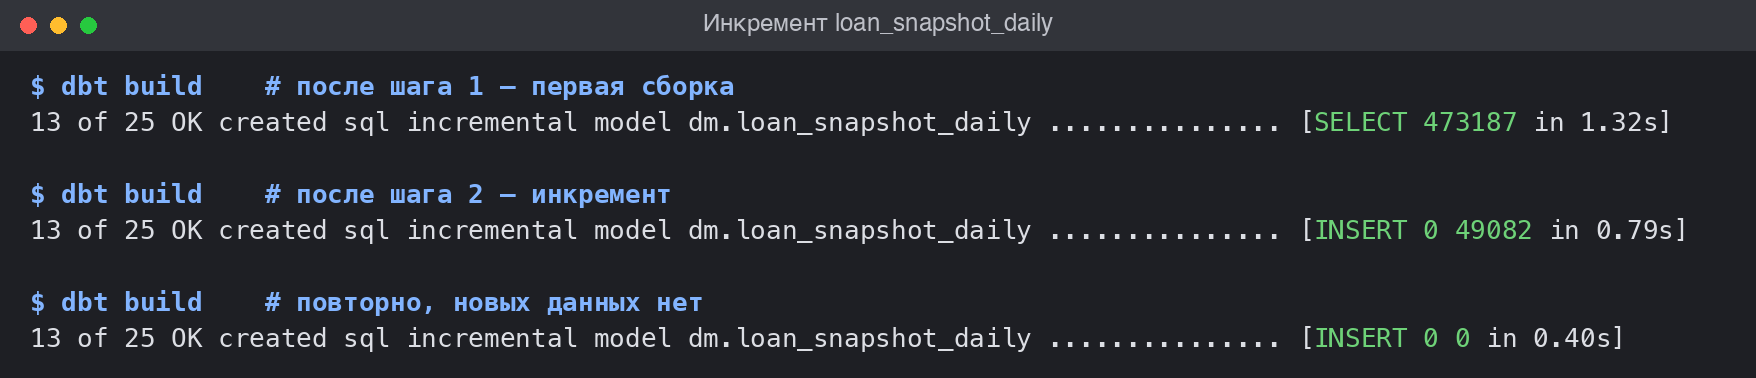 Инкремент loan_snapshot_daily
$ dbt build    # после шага 1 — первая сборка
13 of 25 OK created sql incremental model dm.loan_snapshot_daily ............... [SELECT 473187 in 1.32s]
$ dbt build    # после шага 2 — инкремент
13 of 25 OK created sql incremental model dm.loan_snapshot_daily ............... [INSERT 0 49082 in 0.79s]
$ dbt build    # повторно, новых данных нет
13 of 25 OK created sql incremental model dm.loan_snapshot_daily ............... [INSERT 0 0 in 0.40s]